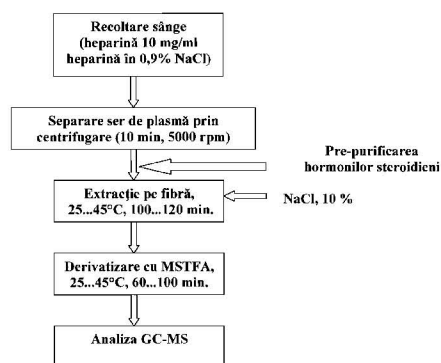 Recoltare sânge
(heparină 10 mg/ml
heparină în 0,9% NaCl)
Separare ser de plasmă prin
centrifugare (10 min, 5000 rpm)
Pre-purificarea
hormonilor steroidieni
Extracţie pe fibră,
25...45°C, 100...120 min.
NaCl, 10 %
Derivatizare cu MSTFA,
25...45°C, 60...100 min.
Analiza GC-MS